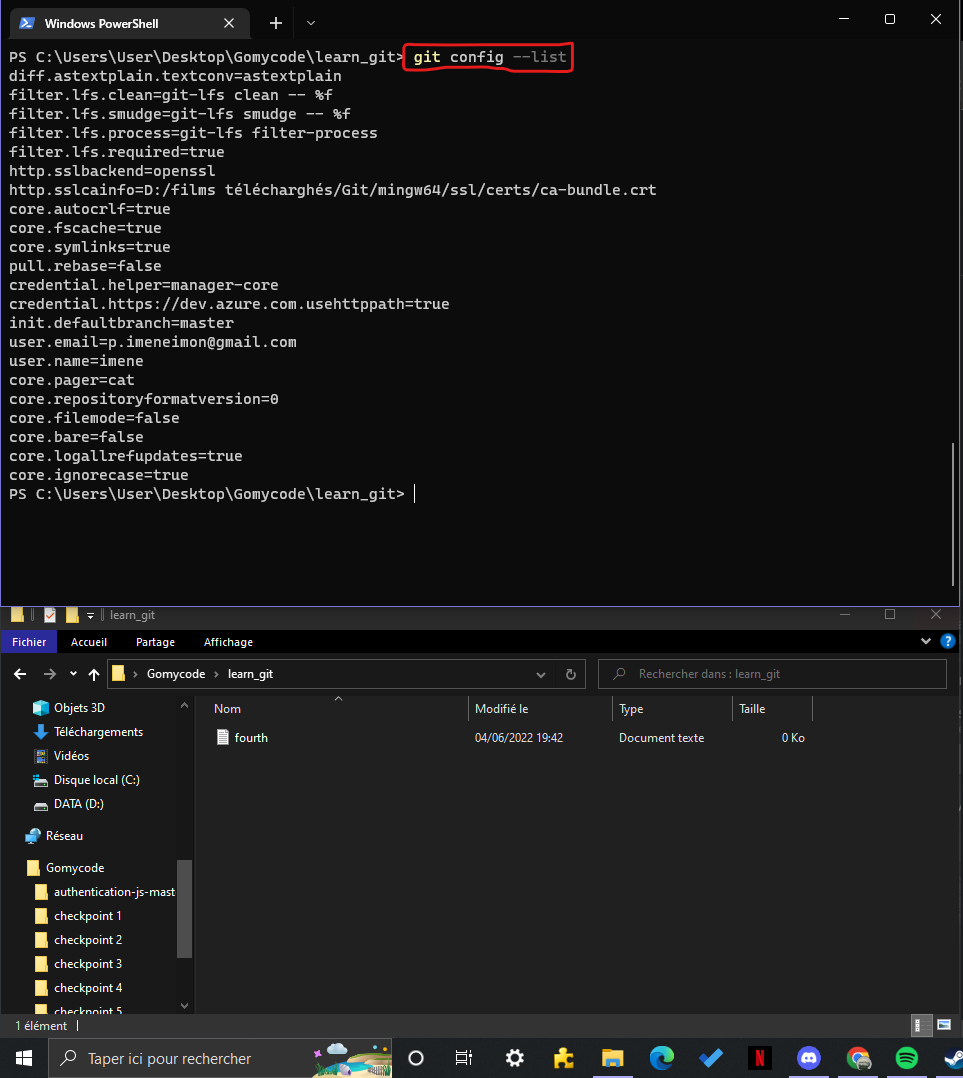 Windows PowerShell
PS C:\Users\User\Desktop\Gomycode\learn_git> git config --list
diff.astextplain.textconv=astextplain
filter.lfs.clean=git-lfs clean -- %f
filter.lfs.smudge=git-lfs smudge -- %f
filter.lfs.process=git-lfs filter-process
filter.lfs.required=true
http.sslbackend=openssl
http.sslcainfo=D:/films télécharghés/Git/mingw64/ssl/certs/ca-bundle.crt
core.autocrlf=true
core.fscache=true
core.symlinks=true
pull.rebase=false
credential.helper=manager-core
credential.https://dev.azure.com.usehttppath=true
init.defaultbranch=master
user.email=p.imeneimon@gmail.com
user.name=imene
core.pager=cat
core.repositoryformatversion=0
core.filemode=false
core.bare=false
core.logallrefupdates=true
core.ignorecase=true
PS C:\Users\User\Desktop\Gomycode\learn_git>
learn_git
Fichier Accueil Partage Affichage
Gomycode > learn_git
Rechercher dans : learn_git
Nom Modifié le Type Taille
fourth 04/06/2022 19:42 Document texte 0 Ko
Objets 3D
Téléchargements
Vidéos
Disque local (C:)
DATA (D:)
Réseau
Gomycode
authentication-js-mast
checkpoint 1
checkpoint 2
checkpoint 3
checkpoint 4
checkpoint 5
1 élément
Taper ici pour rechercher